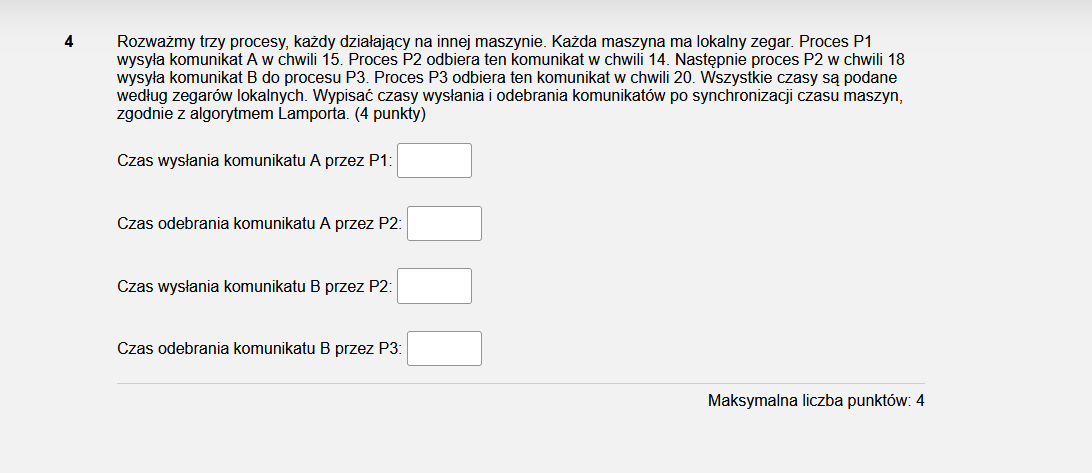 4 Rozważmy trzy procesy, każdy działający na innej maszynie. Każda maszyna ma lokalny zegar. Proces P1
wysyła komunikat A w chwili 15. Proces P2 odbiera ten komunikat w chwili 14. Następnie proces P2 w chwili 18
wysyła komunikat B do procesu P3. Proces P3 odbiera ten komunikat w chwili 20. Wszystkie czasy są podane
według zegarów lokalnych. Wypisać czasy wysłania i odebrania komunikatów po synchronizacji czasu maszyn,
zgodnie z algorytmem Lamporta. (4 punkty)
Czas wysłania komunikatu A przez P1:
Czas odebrania komunikatu A przez P2:
Czas wysłania komunikatu B przez P2:
Czas odebrania komunikatu B przez P3:
Maksymalna liczba punktów: 4